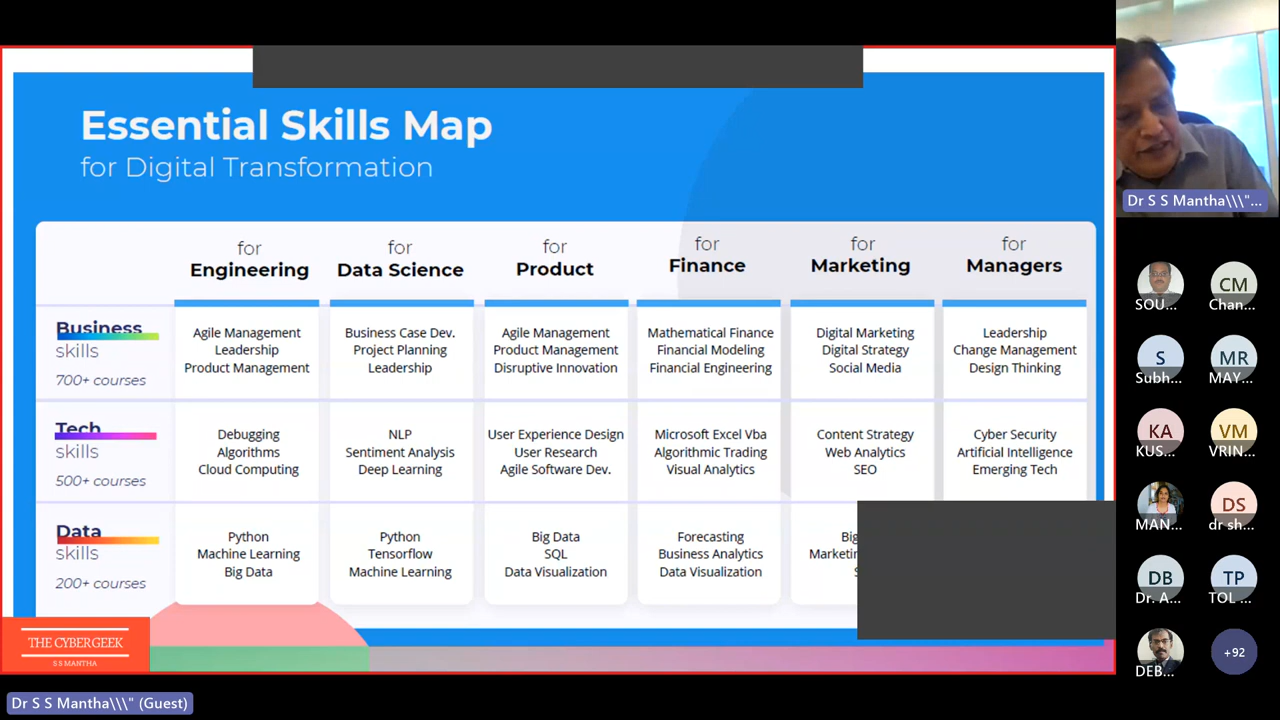 Essential Skills Map
for Digital Transformation
for
Engineering
for
Data Science
for
Product
for
Finance
for
Marketing
for
Managers
Business
skills
700+ courses
Agile Management
Leadership
Product Management
Business Case Dev.
Project Planning
Leadership
Agile Management
Product Management
Disruptive Innovation
Mathematical Finance
Financial Modeling
Financial Engineering
Digital Marketing
Digital Strategy
Social Media
Leadership
Change Management
Design Thinking
Tech
skills
500+ courses
Debugging
Algorithms
Cloud Computing
NLP
Sentiment Analysis
Deep Learning
User Experience Design
User Research
Agile Software Dev.
Microsoft Excel Vba
Algorithmic Trading
Visual Analytics
Content Strategy
Web Analytics
SEO
Cyber Security
Artificial Intelligence
Emerging Tech
Data
skills
200+ courses
Python
Machine Learning
Big Data
Python
Tensorflow
Machine Learning
Big Data
SQL
Data Visualization
Forecasting
Business Analytics
Data Visualization
Big
THE CYBERGEEK
S S MANTHA
Dr S S Mantha\\\" (Guest)
Dr S S Mantha\\\"...
SOU...
CM
Chan...
S
Subh...
MR
MAY...
KA
KUS...
VM
VRIN...
MAN...
DS
dr sh...
DB
Dr. A...
TP
TOL ...
DEB...
+92